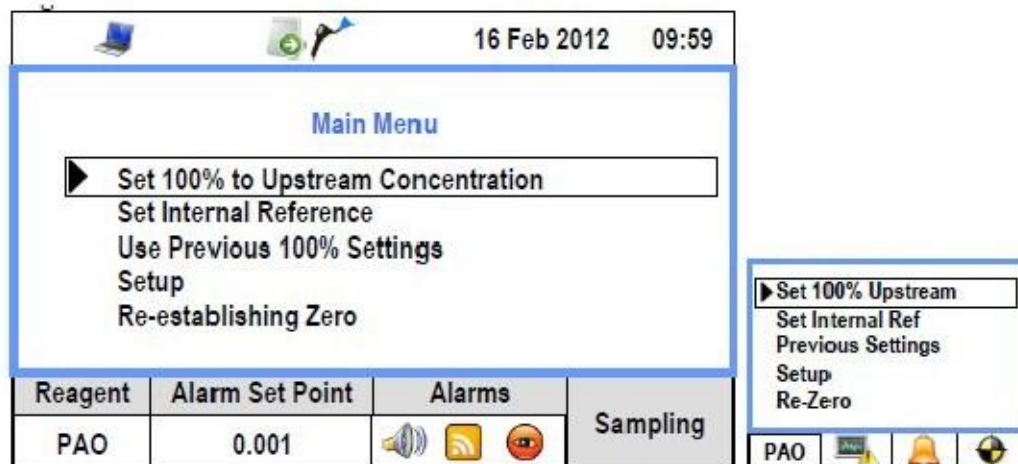 16 Feb 2012 09:59
Main Menu
Set 100% to Upstream Concentration
Set Internal Reference
Use Previous 100% Settings
Setup
Re-establishing Zero
Reagent Alarm Set Point Alarms
Sampling
PAO 0.001
Set 100% Upstream
Set Internal Ref
Previous Settings
Setup
Re-Zero
PAO